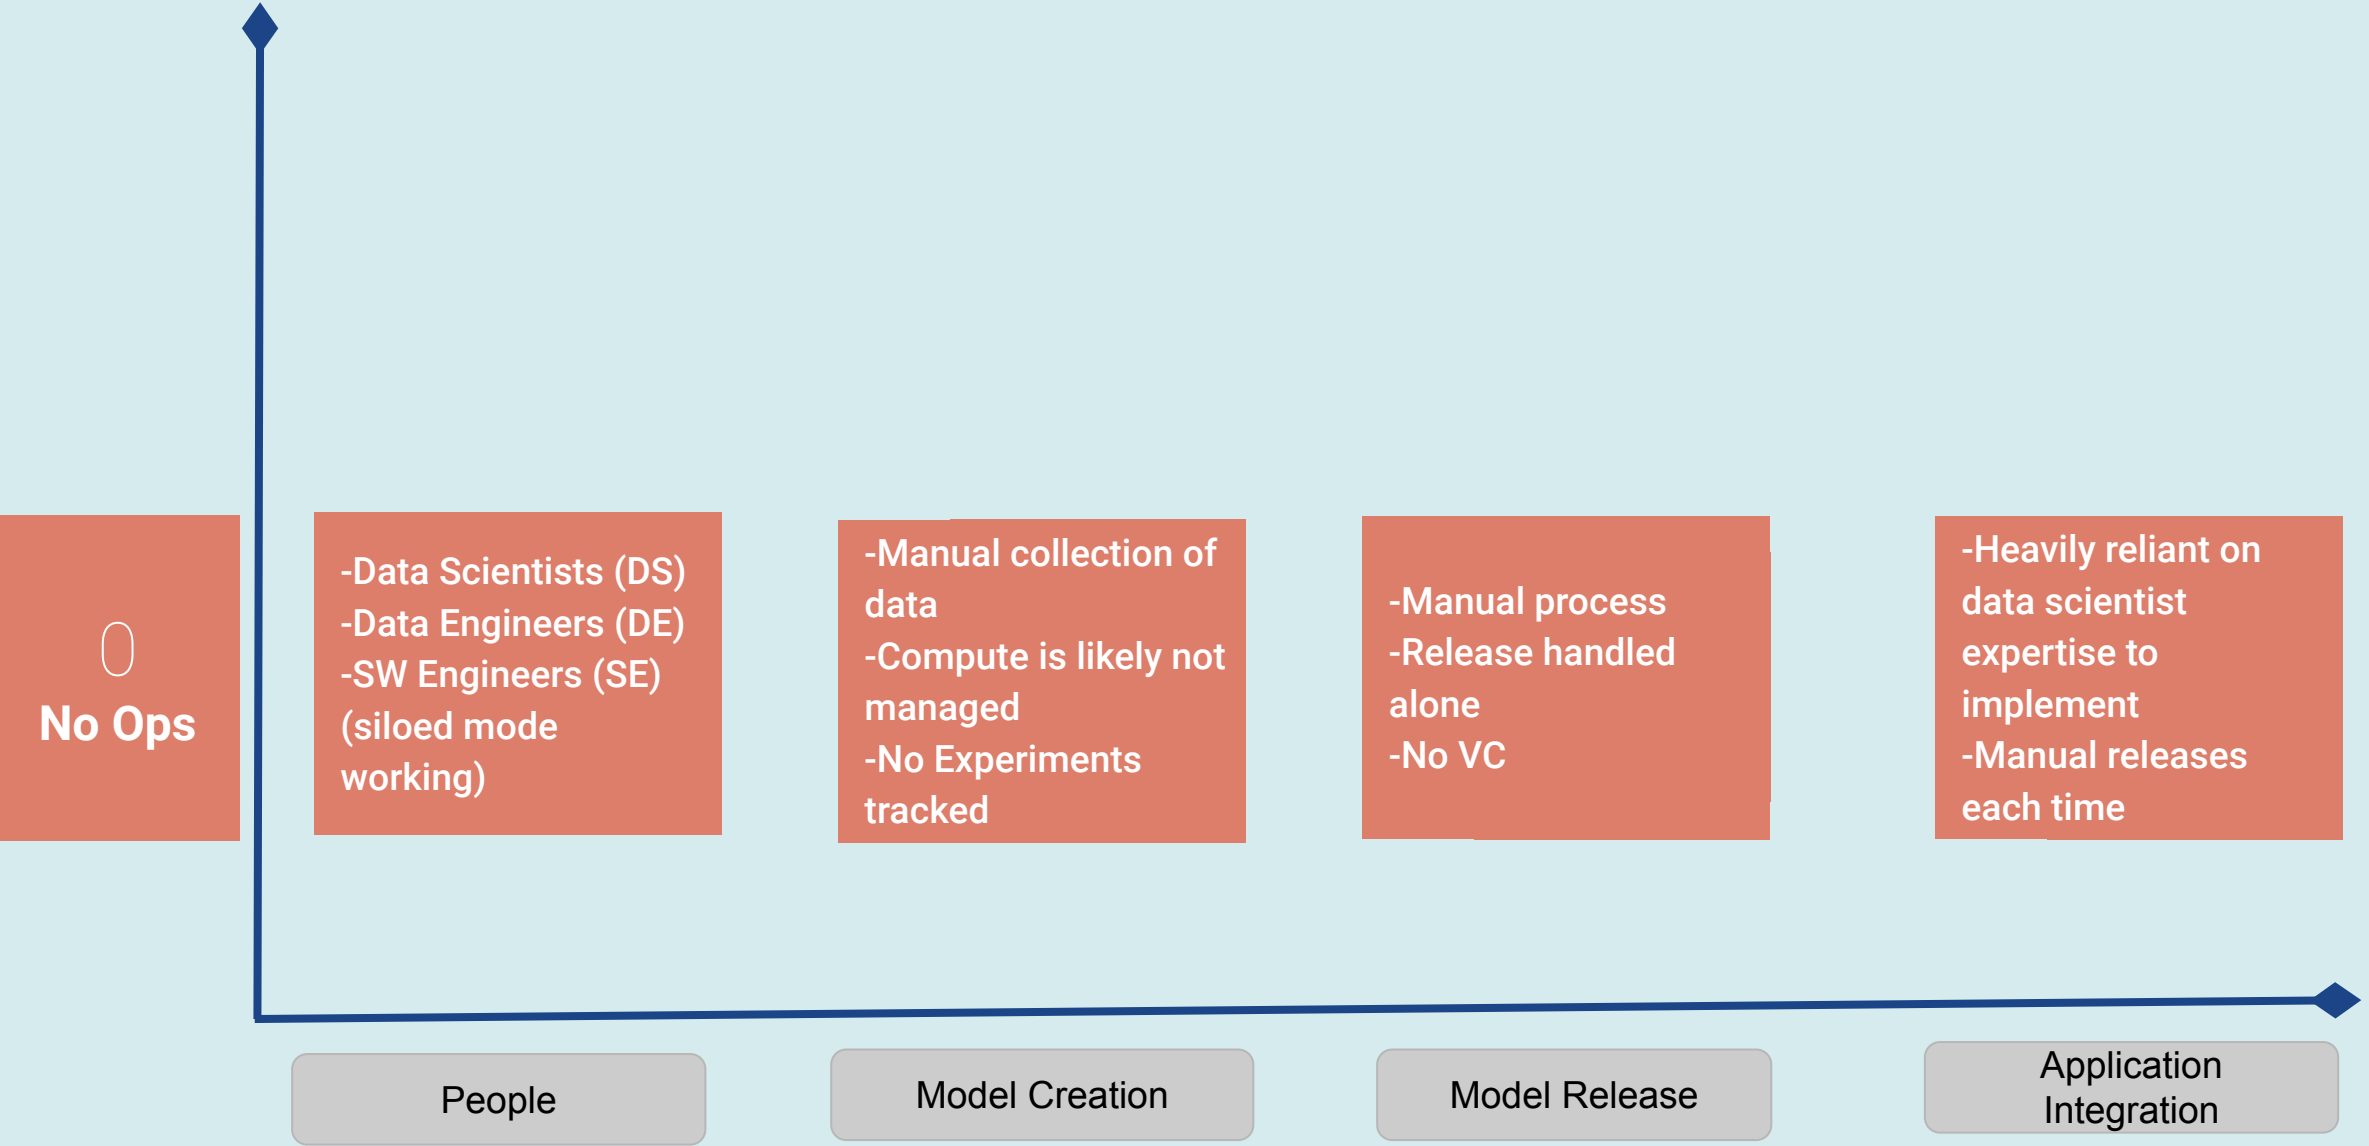 0
No Ops
-Data Scientists (DS)
-Data Engineers (DE)
-SW Engineers (SE)
(siloed mode
working)
-Manual collection of
data
-Compute is likely not
managed
-No Experiments
tracked
-Manual process
-Release handled
alone
-No VC
-Heavily reliant on
data scientist
expertise to
implement
-Manual releases
each time
People
Model Creation
Model Release
Application
Integration